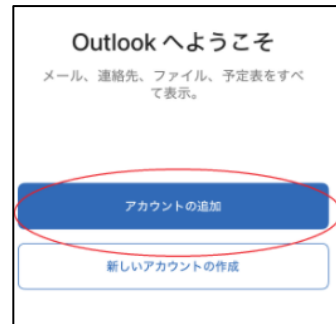 Outlook へようこそ
メール、連絡先、ファイル、予定表をすべ
て表示。
アカウントの追加
新しいアカウントの作成